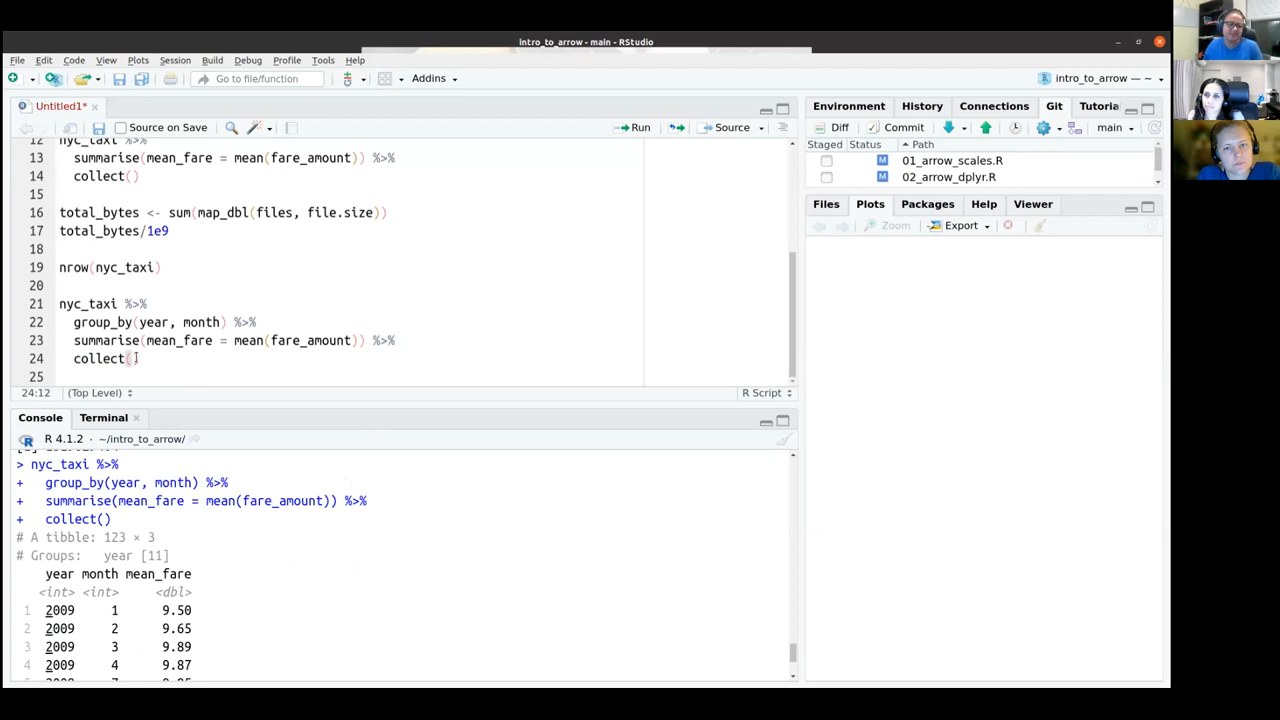 intro_to_arrow - main - RStudio
File Edit Code View Plots Session Build Debug Profile Tools Help
Go to file/function Addins intro_to_arrow — ~
Untitled1*
Source on Save Run Source
12 nyc_taxi %>%
13 summarise(mean_fare = mean(fare_amount)) %>%
14 collect()
15
16 total_bytes <- sum(map_dbl(files, file.size))
17 total_bytes/1e9
18
19 nrow(nyc_taxi)
20
21 nyc_taxi %>%
22 group_by(year, month) %>%
23 summarise(mean_fare = mean(fare_amount)) %>%
24 collect(
25
24:12 (Top Level) R Script
Console Terminal
R 4.1.2 · ~/intro_to_arrow/
> nyc_taxi %>%
+ group_by(year, month) %>%
+ summarise(mean_fare = mean(fare_amount)) %>%
+ collect()
# A tibble: 123 × 3
# Groups: year [11]
year month mean_fare
<int> <int> <dbl>
1 2009 1 9.50
2 2009 2 9.65
3 2009 3 9.89
4 2009 4 9.87
Environment History Connections Git Tutoria
Diff Commit main
Staged Status Path
M 01_arrow_scales.R
M 02_arrow_dplyr.R
Files Plots Packages Help Viewer
Zoom Export